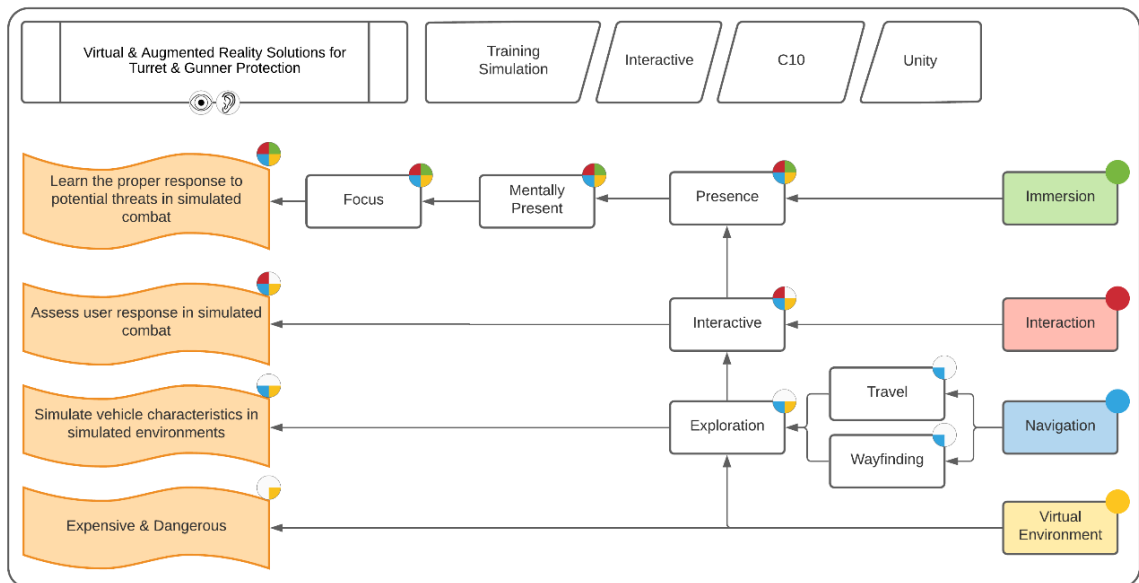 Virtual & Augmented Reality Solutions for
Turret & Gunner Protection
Training
Simulation
Interactive
C10
Unity
Learn the proper response to
potential threats in simulated
combat
Focus
Mentally
Present
Presence
Immersion
Assess user response in simulated
combat
Interactive
Interaction
Simulate vehicle characteristics in
simulated environments
Exploration
Travel
Wayfinding
Navigation
Expensive & Dangerous
Virtual
Environment